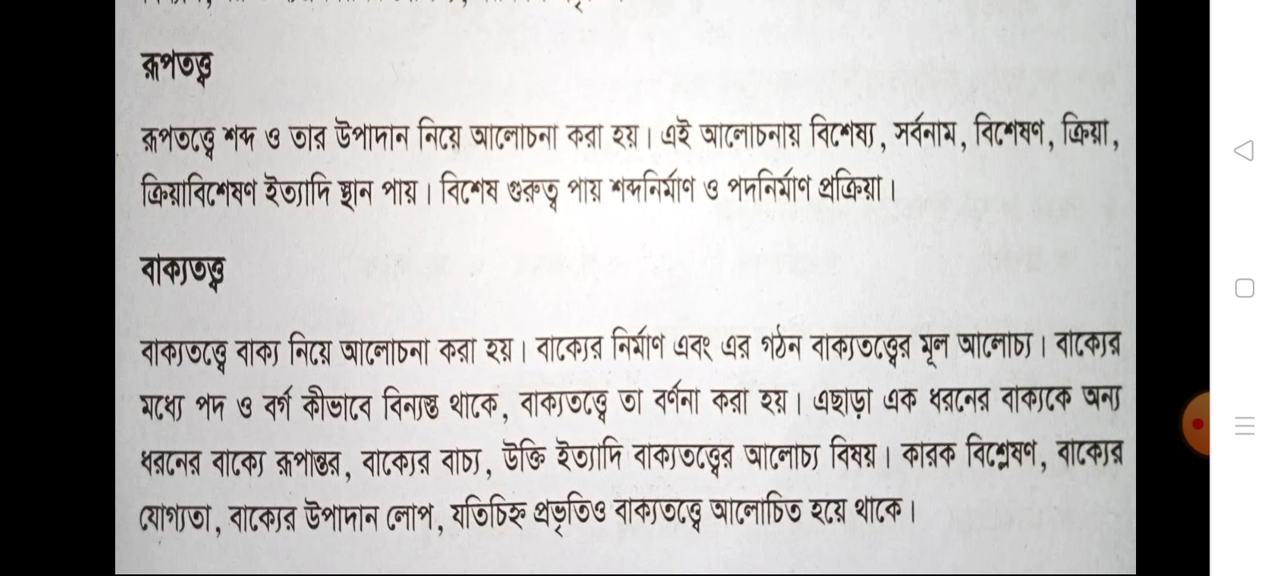 রূপতত্ত্ব
রূপতত্ত্বে শব্দ ও তার উপাদান নিয়ে আলোচনা করা হয়। এই আলোচনায় বিশেষ্য, সর্বনাম, বিশেষণ, ক্রিয়া,
ক্রিয়াবিশেষণ ইত্যাদি স্থান পায়। বিশেষ গুরুত্ব পায় শব্দনির্মাণ ও পদনির্মাণ প্রক্রিয়া।
বাক্যতত্ত্ব
বাক্যতত্ত্বে বাক্য নিয়ে আলোচনা করা হয়। বাক্যের নির্মাণ এবং এর গঠন বাক্যতত্ত্বের মূল আলোচ্য। বাক্যের
মধ্যে পদ ও বর্গ কীভাবে বিন্যস্ত থাকে, বাক্যতত্ত্বে তা বর্ণনা করা হয়। এছাড়া এক ধরনের বাক্যকে অন্য
ধরনের বাক্যে রূপান্তর, বাক্যের বাচ্য, উক্তি ইত্যাদি বাক্যতত্ত্বের আলোচ্য বিষয়। কারক বিশ্লেষণ, বাক্যের
যোগ্যতা, বাক্যের উপাদান লোপ, যতিচিহ্ন প্রভৃতিও বাক্যতত্ত্বে আলোচিত হয়ে থাকে।